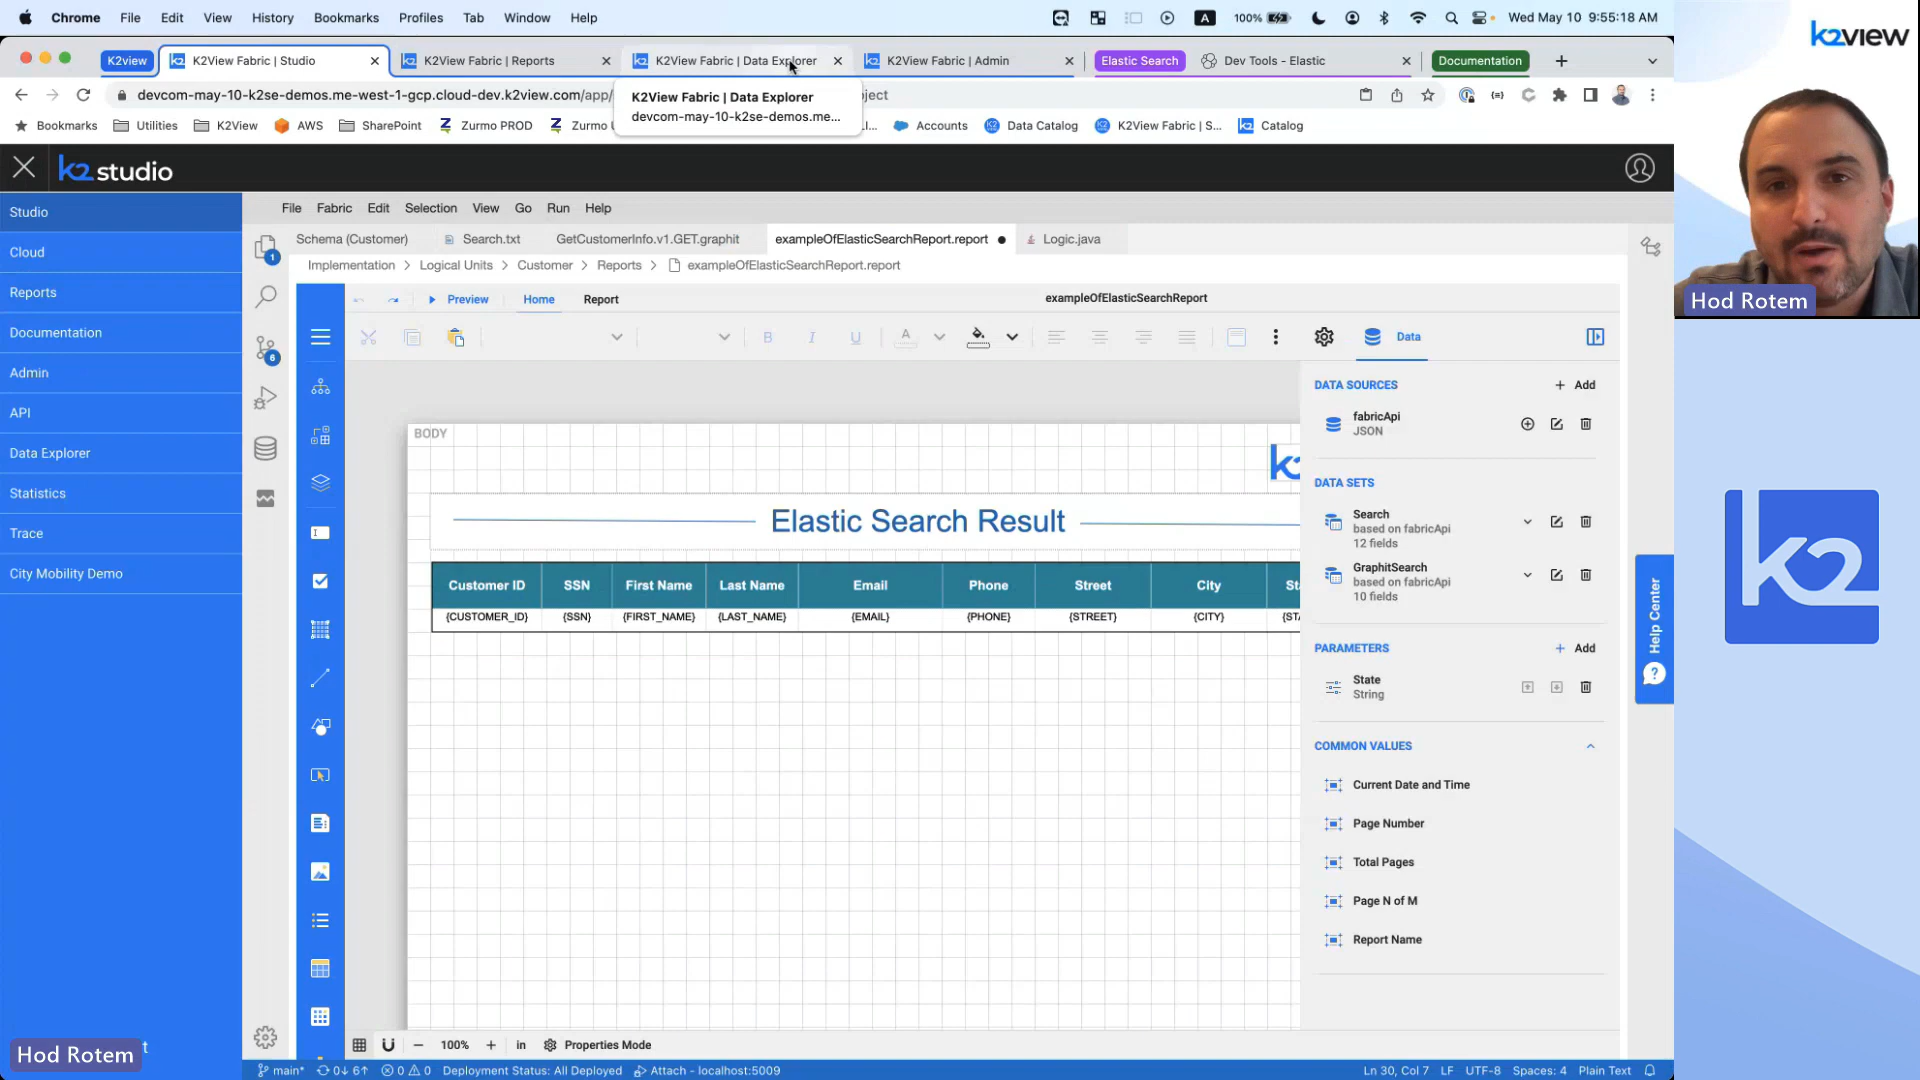 Chrome File Edit View History Bookmarks Profiles Tab Window Help 100% Wed May 10 9:55:18 AM
k2view
K2view K2View Fabric | Studio K2View Fabric | Reports K2View Fabric | Data Explorer K2View Fabric | Admin Elastic Search Dev Tools - Elastic Documentation
devcom-may-10-k2se-demos.me-west-1-gcp.cloud-dev.k2view.com/app/
K2View Fabric | Data Explorer
devcom-may-10-k2se-demos.me...
Bookmarks Utilities K2View AWS SharePoint Zurmo PROD Accounts Data Catalog K2View Fabric | S... Catalog
k2 studio
Studio
Cloud
Reports
Documentation
Admin
API
Data Explorer
Statistics
Trace
City Mobility Demo
File Fabric Edit Selection View Go Run Help
Schema (Customer) Search.txt GetCustomerInfo.v1.GET.graphit exampleOfElasticSearchReport.report Logic.java
Implementation > Logical Units > Customer > Reports > exampleOfElasticSearchReport.report
Preview Home Report exampleOfElasticSearchReport
B I U A Data
1
6
BODY
Elastic Search Result
Customer ID SSN First Name Last Name Email Phone Street City
{CUSTOMER_ID} {SSN} {FIRST_NAME} {LAST_NAME} {EMAIL} {PHONE} {STREET} {CITY}
DATA SOURCES + Add
fabricApi
JSON
DATA SETS
Search
based on fabricApi
12 fields
GraphitSearch
based on fabricApi
10 fields
PARAMETERS + Add
State
String
COMMON VALUES
Current Date and Time
Page Number
Total Pages
Page N of M
Report Name
Help Center
100% in Properties Mode
main* 0↓ 6↑ 0 0 Deployment Status: All Deployed Attach - localhost:5009 Ln 30, Col 7 LF UTF-8 Spaces: 4 Plain Text
Hod Rotem
Hod Rotem
k2